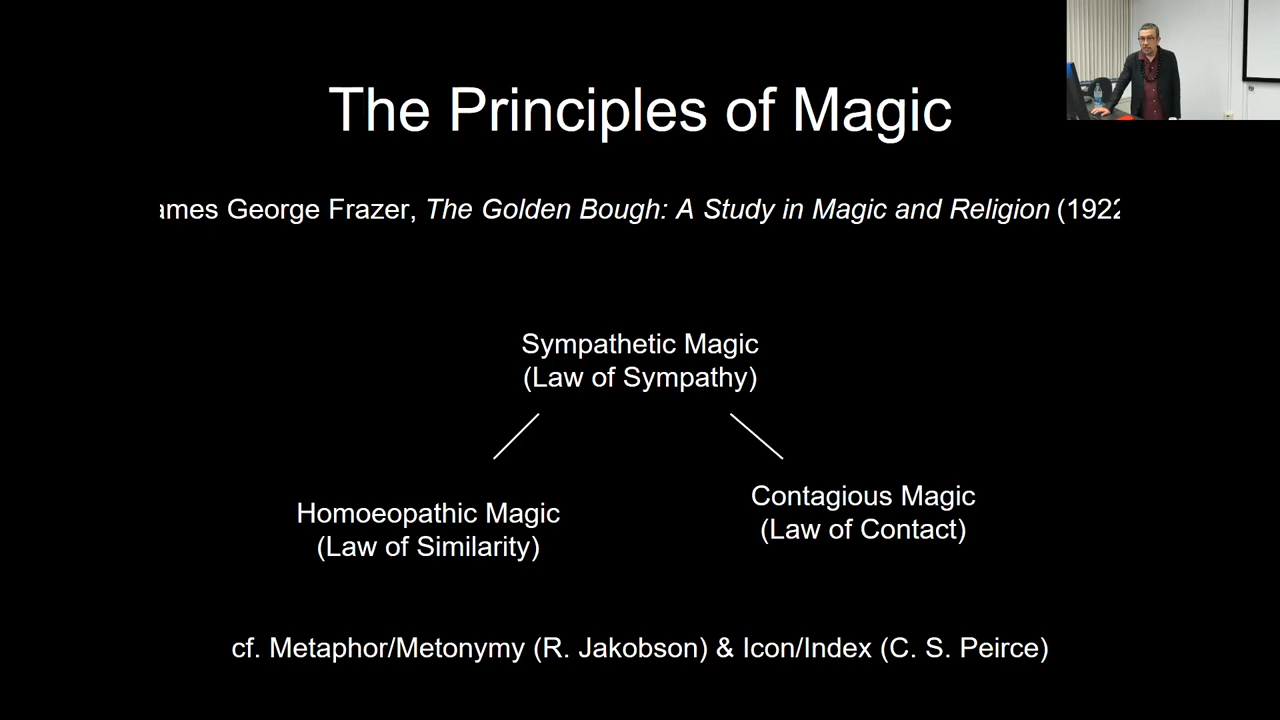 The Principles of Magic
ames George Frazer, The Golden Bough: A Study in Magic and Religion (1922
Sympathetic Magic
(Law of Sympathy)
Homoeopathic Magic
(Law of Similarity)
Contagious Magic
(Law of Contact)
cf. Metaphor/Metonymy (R. Jakobson) & Icon/Index (C. S. Peirce)